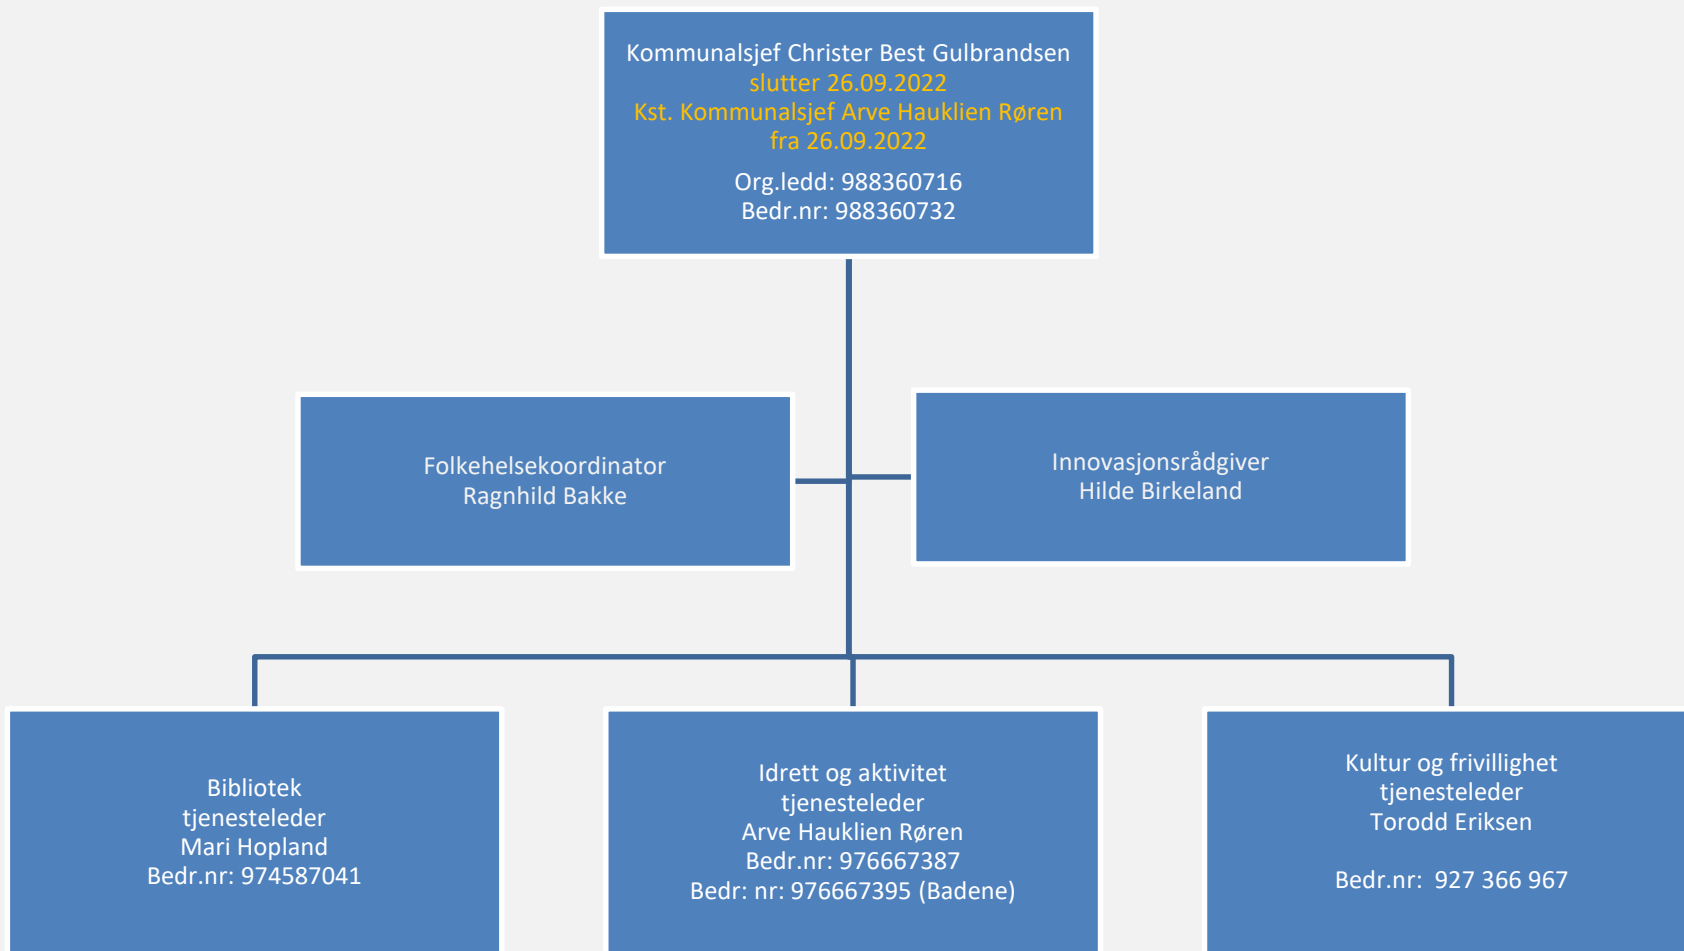 Kommunalsjef Christer Best Gulbrandsen
slutter 26.09.2022
Kst. Kommunalsjef Arve Hauklien Røren
fra 26.09.2022
Org.ledd: 988360716
Bedr.nr: 988360732
Folkehelsekoordinator
Ragnhild Bakke
Innovasjonsrådgiver
Hilde Birkeland
Bibliotek
tjenesteleder
Mari Hopland
Bedr.nr: 974587041
Idrett og aktivitet
tjenesteleder
Arve Hauklien Røren
Bedr.nr: 976667387
Bedr: nr: 976667395 (Badene)
Kultur og frivillighet
tjenesteleder
Torodd Eriksen
Bedr.nr:  927 366 967